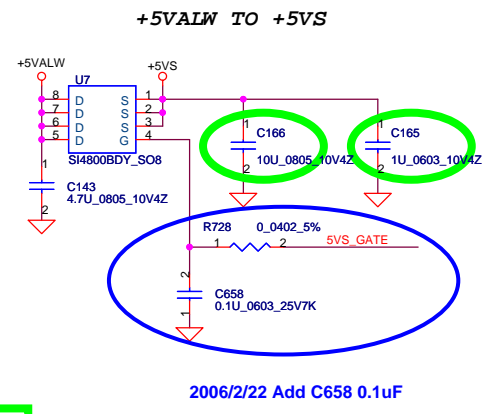 +5VALW TO +5VS
+5VALW
+5VS
U7
8 D S 1
7 D S 2
6 D S 3
5 D G 4
SI4800BDY_SO8
1
C143
4.7U_0805_10V4Z
2
1
C166
10U_0805_10V4Z
2
1
C165
1U_0603_10V4Z
2
R728 0_0402_5%
1 2
5VS_GATE
2
C658
0.1U_0603_25V7K
1
2006/2/22 Add C658 0.1uF